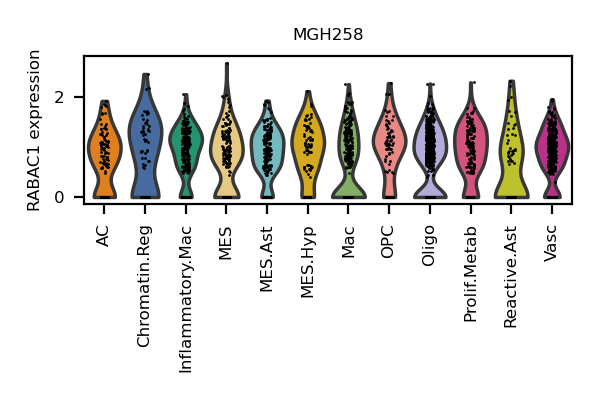 MGH258
RABAC1 expression
2
0
AC
Chromatin.Reg
Inflammatory.Mac
MES
MES.Ast
MES.Hyp
Mac
OPC
Oligo
Prolif.Metab
Reactive.Ast
Vasc